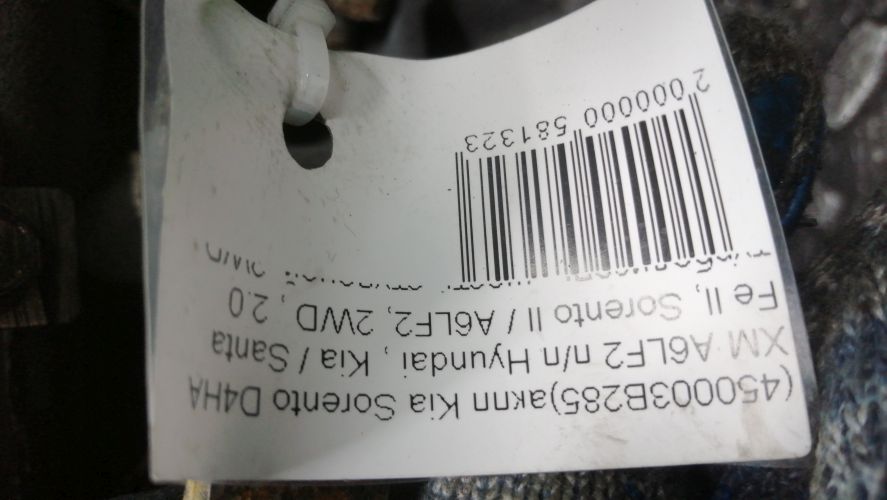 (450003B285)акпп Kia Sorento D4HA
XM A6LF2 п/п Hyundai , Kia / Santa
Fe II, Sorento II / A6LF2, 2WD , 2.0
2 000000 581323